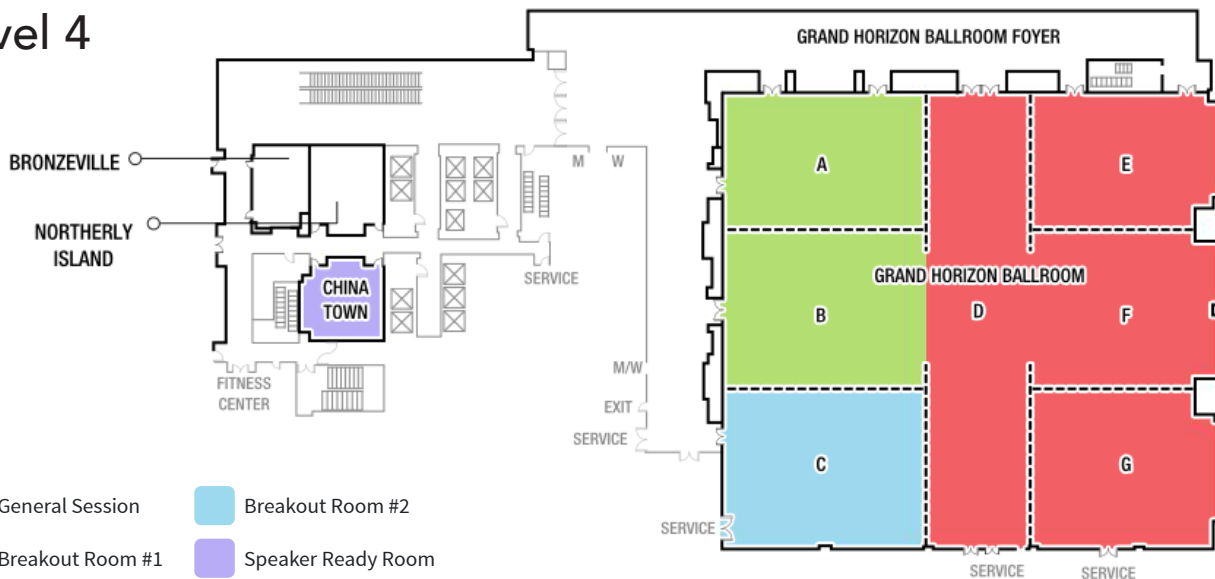 vel 4
GRAND HORIZON BALLROOM FOYER
BRONZEVILLE
M
W
A
E
NORTHERLY
ISLAND
CHINA
TOWN
SERVICE
GRAND HORIZON BALLROOM
B
D
F
FITNESS
CENTER
M/W
EXIT
SERVICE
C
G
General Session
Breakout Room #2
SERVICE
Breakout Room #1
Speaker Ready Room
SERVICE
SERVICE